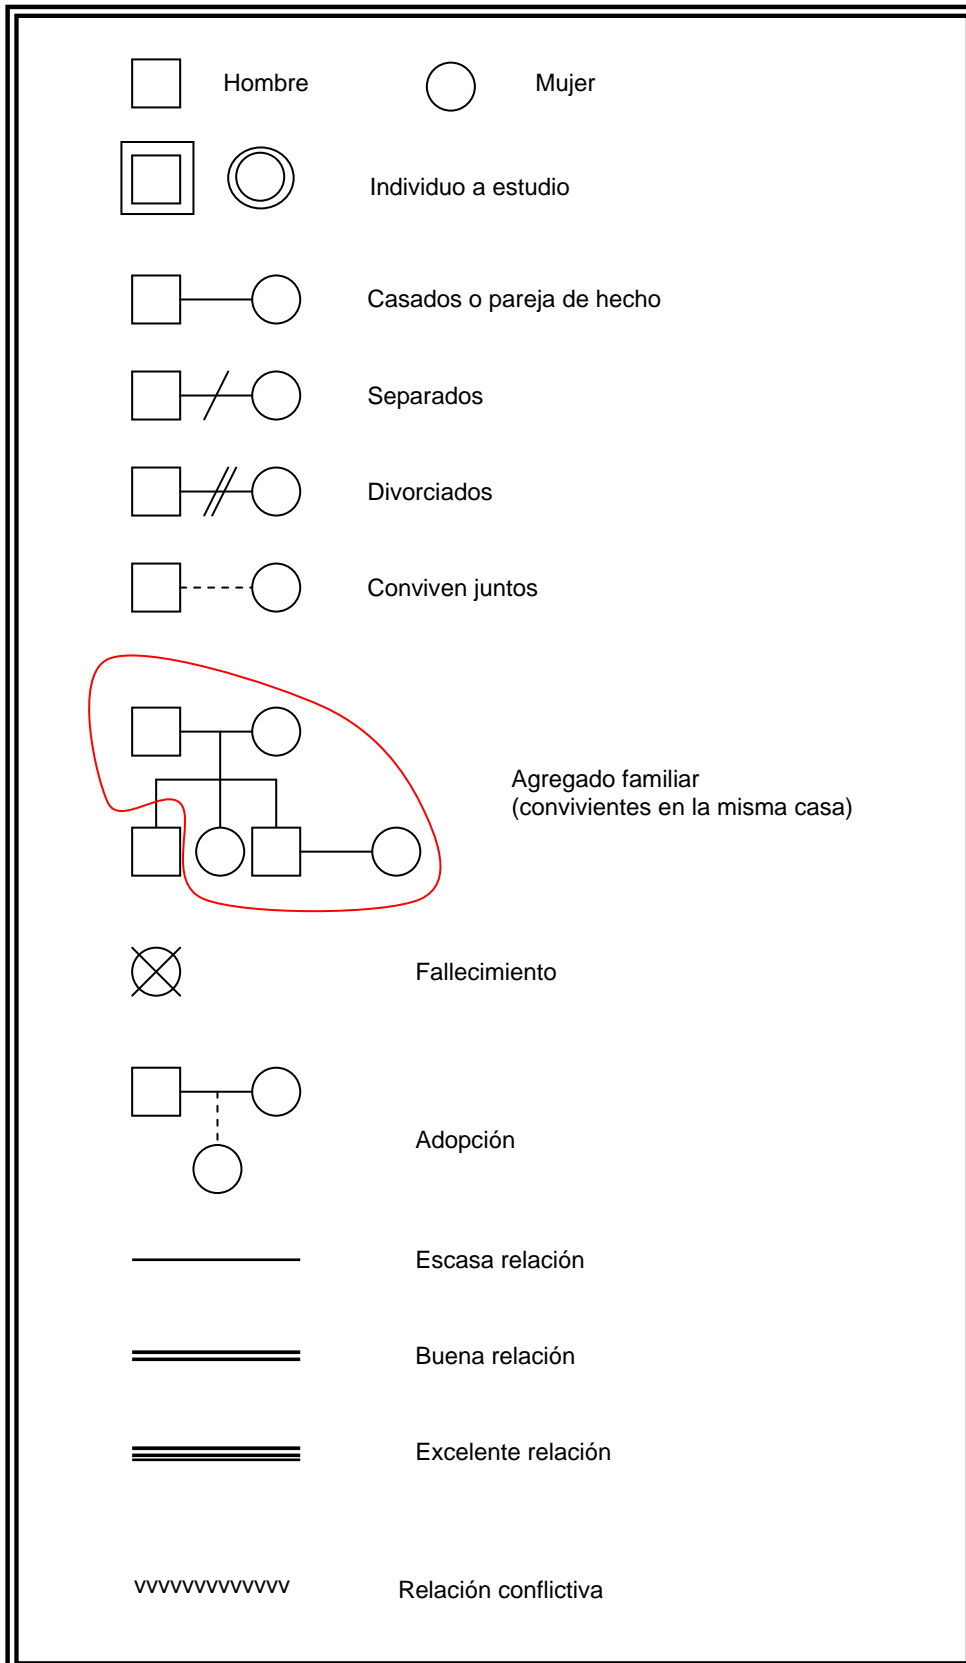 Hombre
Mujer
Individuo a estudio
Casados o pareja de hecho
Separados
Divorciados
Conviven juntos
Agregado familiar
(convivientes en la misma casa)
Fallecimiento
Adopción
Escasa relación
Buena relación
Excelente relación
vvvvvvvvvvvvv
Relación conflictiva